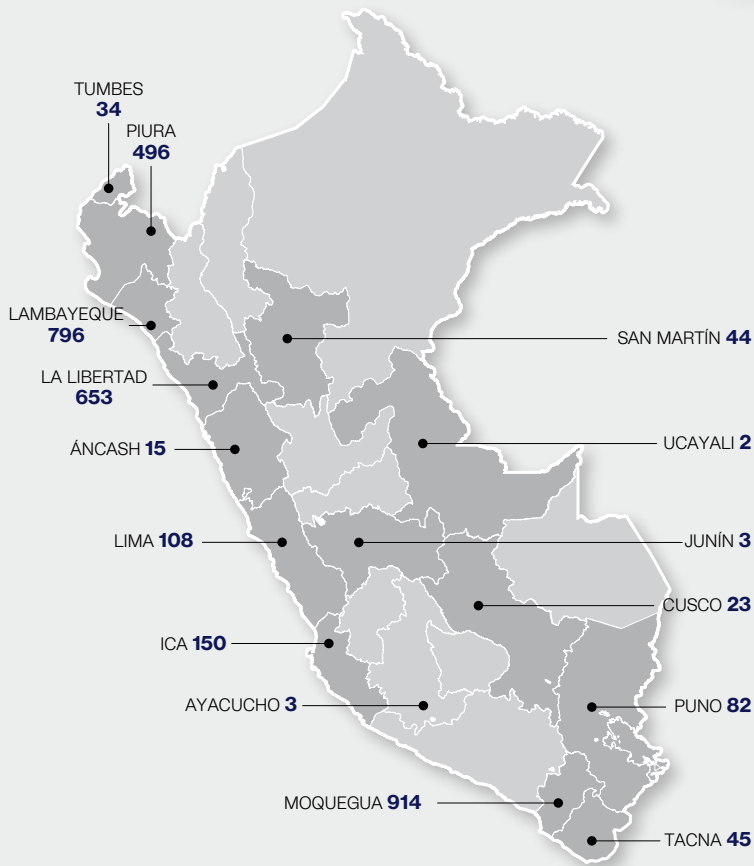 TUMBES
34
PIURA
496
LAMBAYEQUE
796
SAN MARTÍN 44
LA LIBERTAD
653
ÁNCASH 15
UCAYALI 2
LIMA 108
JUNÍN 3
CUSCO 23
ICA 150
AYACUCHO 3
PUNO 82
MOQUEGUA 914
TACNA 45